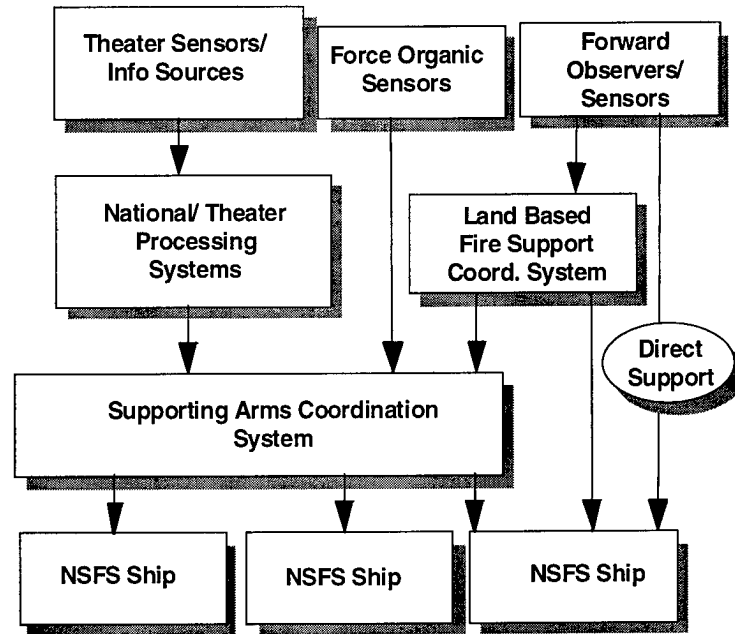 Theater Sensors/
Info Sources
Force Organic
Sensors
Forward
Observers/
Sensors
National/ Theater
Processing
Systems
Land Based
Fire Support
Coord. System
Direct
Support
Supporting Arms Coordination
System
NSFS Ship
NSFS Ship
NSFS Ship